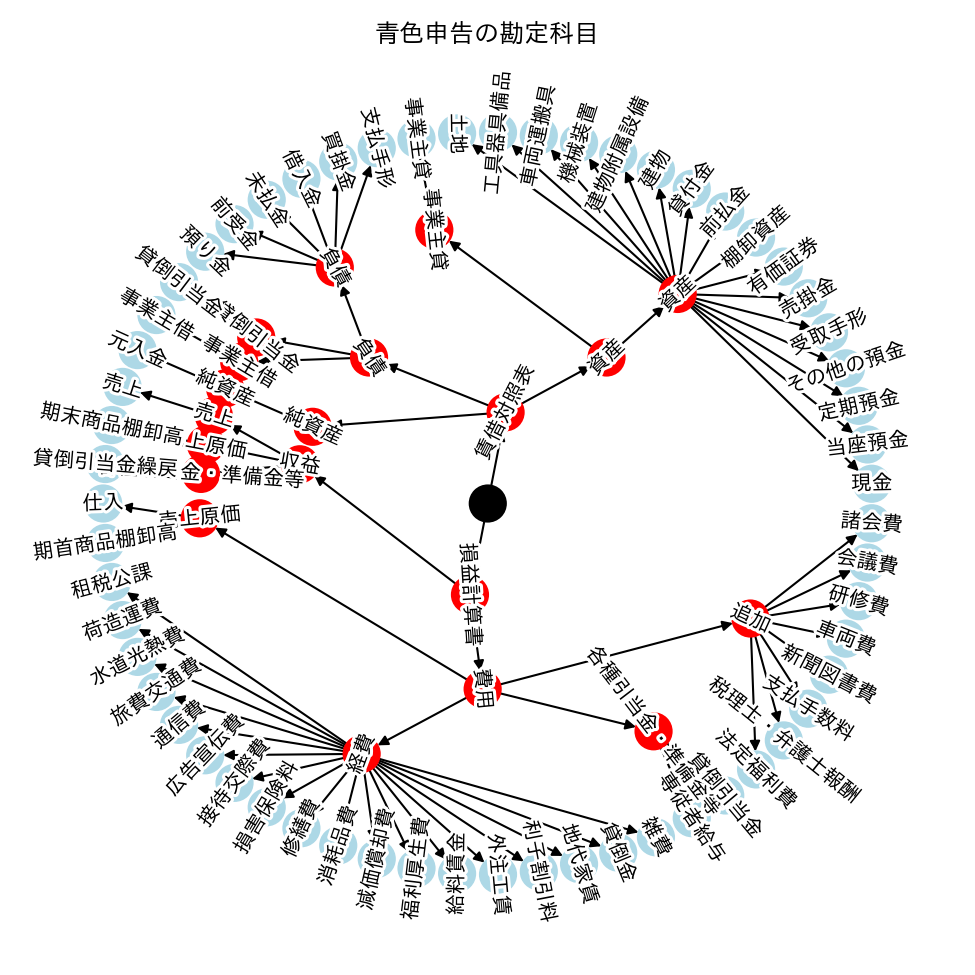 青色申告の勘定科目
土地
工具器具備品
車両運搬具
機械装置
建物附属設備
建物
貸付金
前払金
棚卸資産
有価証券
売掛金
受取手形
その他の預金
定期預金
当座預金
現金
資産
資産
事業主貸
事業主貸
支払手形
買掛金
借入金
未払金
前受金
預り金
負債
負債
貸倒引当金
貸倒引当金
事業主借
事業主借
元入金
純資産
純資産
売上
売上
収益
期末商品棚卸高
売上原価
貸倒引当金繰戻
仕入
売上原価
期首商品棚卸高
損益計算書
費用
租税公課
荷造運費
水道光熱費
旅費交通費
通信費
広告宣伝費
接待交際費
損害保険料
修繕費
消耗品費
減価償却費
福利厚生費
給料賃金
外注工賃
利子割引料
地代家賃
貸倒金
雑費
経費
追加
諸会費
会議費
研修費
車両費
新聞図書費
支払手数料
税理士・弁護士報酬
法定福利費
各種引当金・準備金等
貸倒引当金
専従者給与